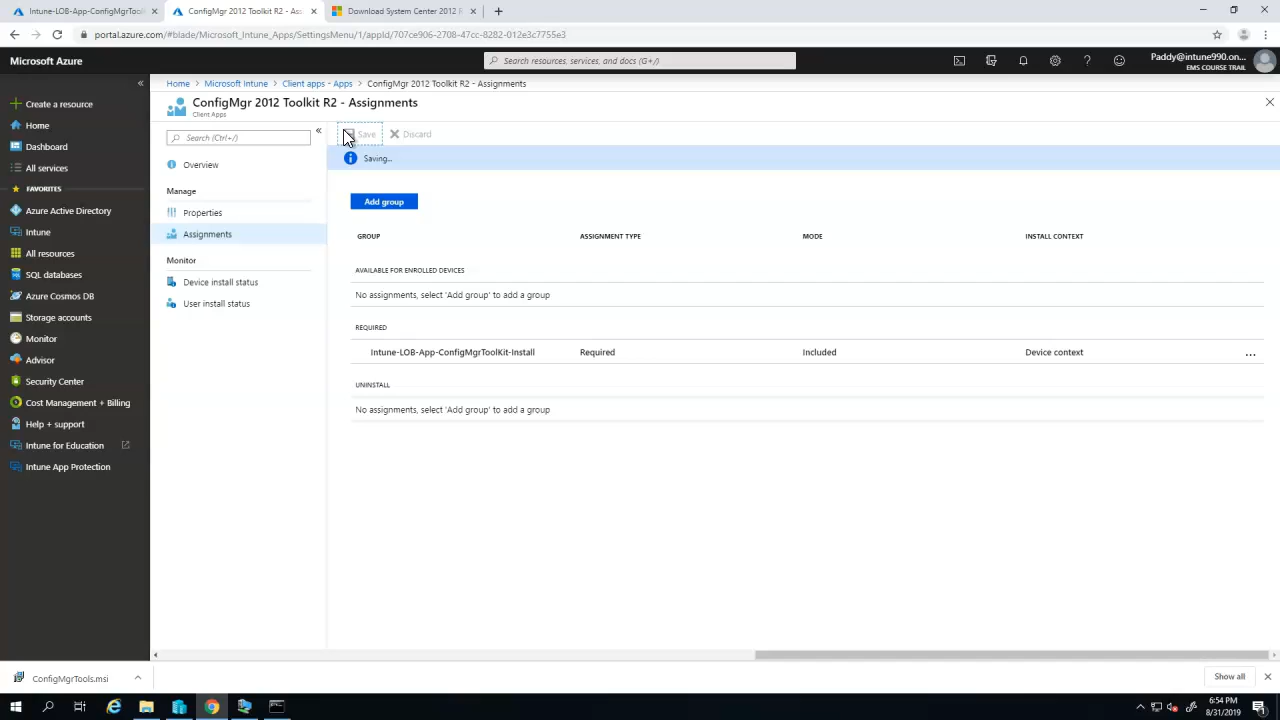 Intune-LOB-App-ConfigMgrToolK
ConfigMgr 2012 Toolkit R2 - Assi
Download System Center 2012 R
portal.azure.com/#blade/Microsoft_Intune_Apps/SettingsMenu/1/appId/707ce906-2708-47cc-8282-012e3c7755e3
Microsoft Azure
Search resources, services, and docs (G+/)
Paddy@intune990.on...
EMS COURSE TRAIL
Home
Microsoft Intune
Client apps - Apps
ConfigMgr 2012 Toolkit R2 - Assignments
ConfigMgr 2012 Toolkit R2 - Assignments
Client Apps
Create a resource
Home
Dashboard
All services
FAVORITES
Azure Active Directory
Intune
All resources
SQL databases
Azure Cosmos DB
Storage accounts
Monitor
Advisor
Security Center
Cost Management + Billing
Help + support
Intune for Education
Intune App Protection
Search (Ctrl+/)
Overview
Manage
Properties
Assignments
Monitor
Device install status
User install status
Save
Discard
Saving...
Add group
GROUP
ASSIGNMENT TYPE
MODE
INSTALL CONTEXT
AVAILABLE FOR ENROLLED DEVICES
No assignments, select 'Add group' to add a group
REQUIRED
Intune-LOB-App-ConfigMgrToolKit-Install
Required
Included
Device context
...
UNINSTALL
No assignments, select 'Add group' to add a group
ConfigMgrTools.msi
Show all
6:54 PM
8/31/2019
1